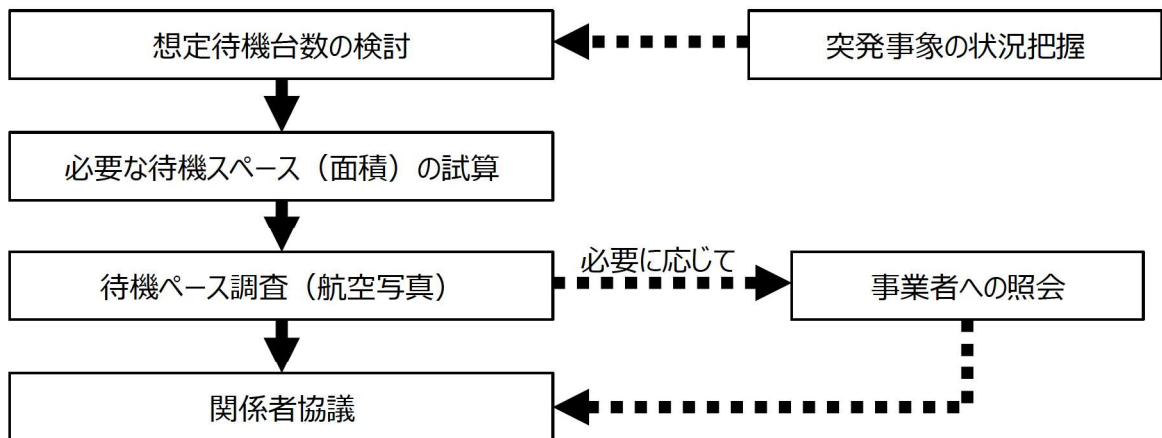 想定待機台数の検討
突発事象の状況把握
必要な待機スペース（面積）の試算
待機ペース調査（航空写真）
必要に応じて
事業者への照会
関係者協議